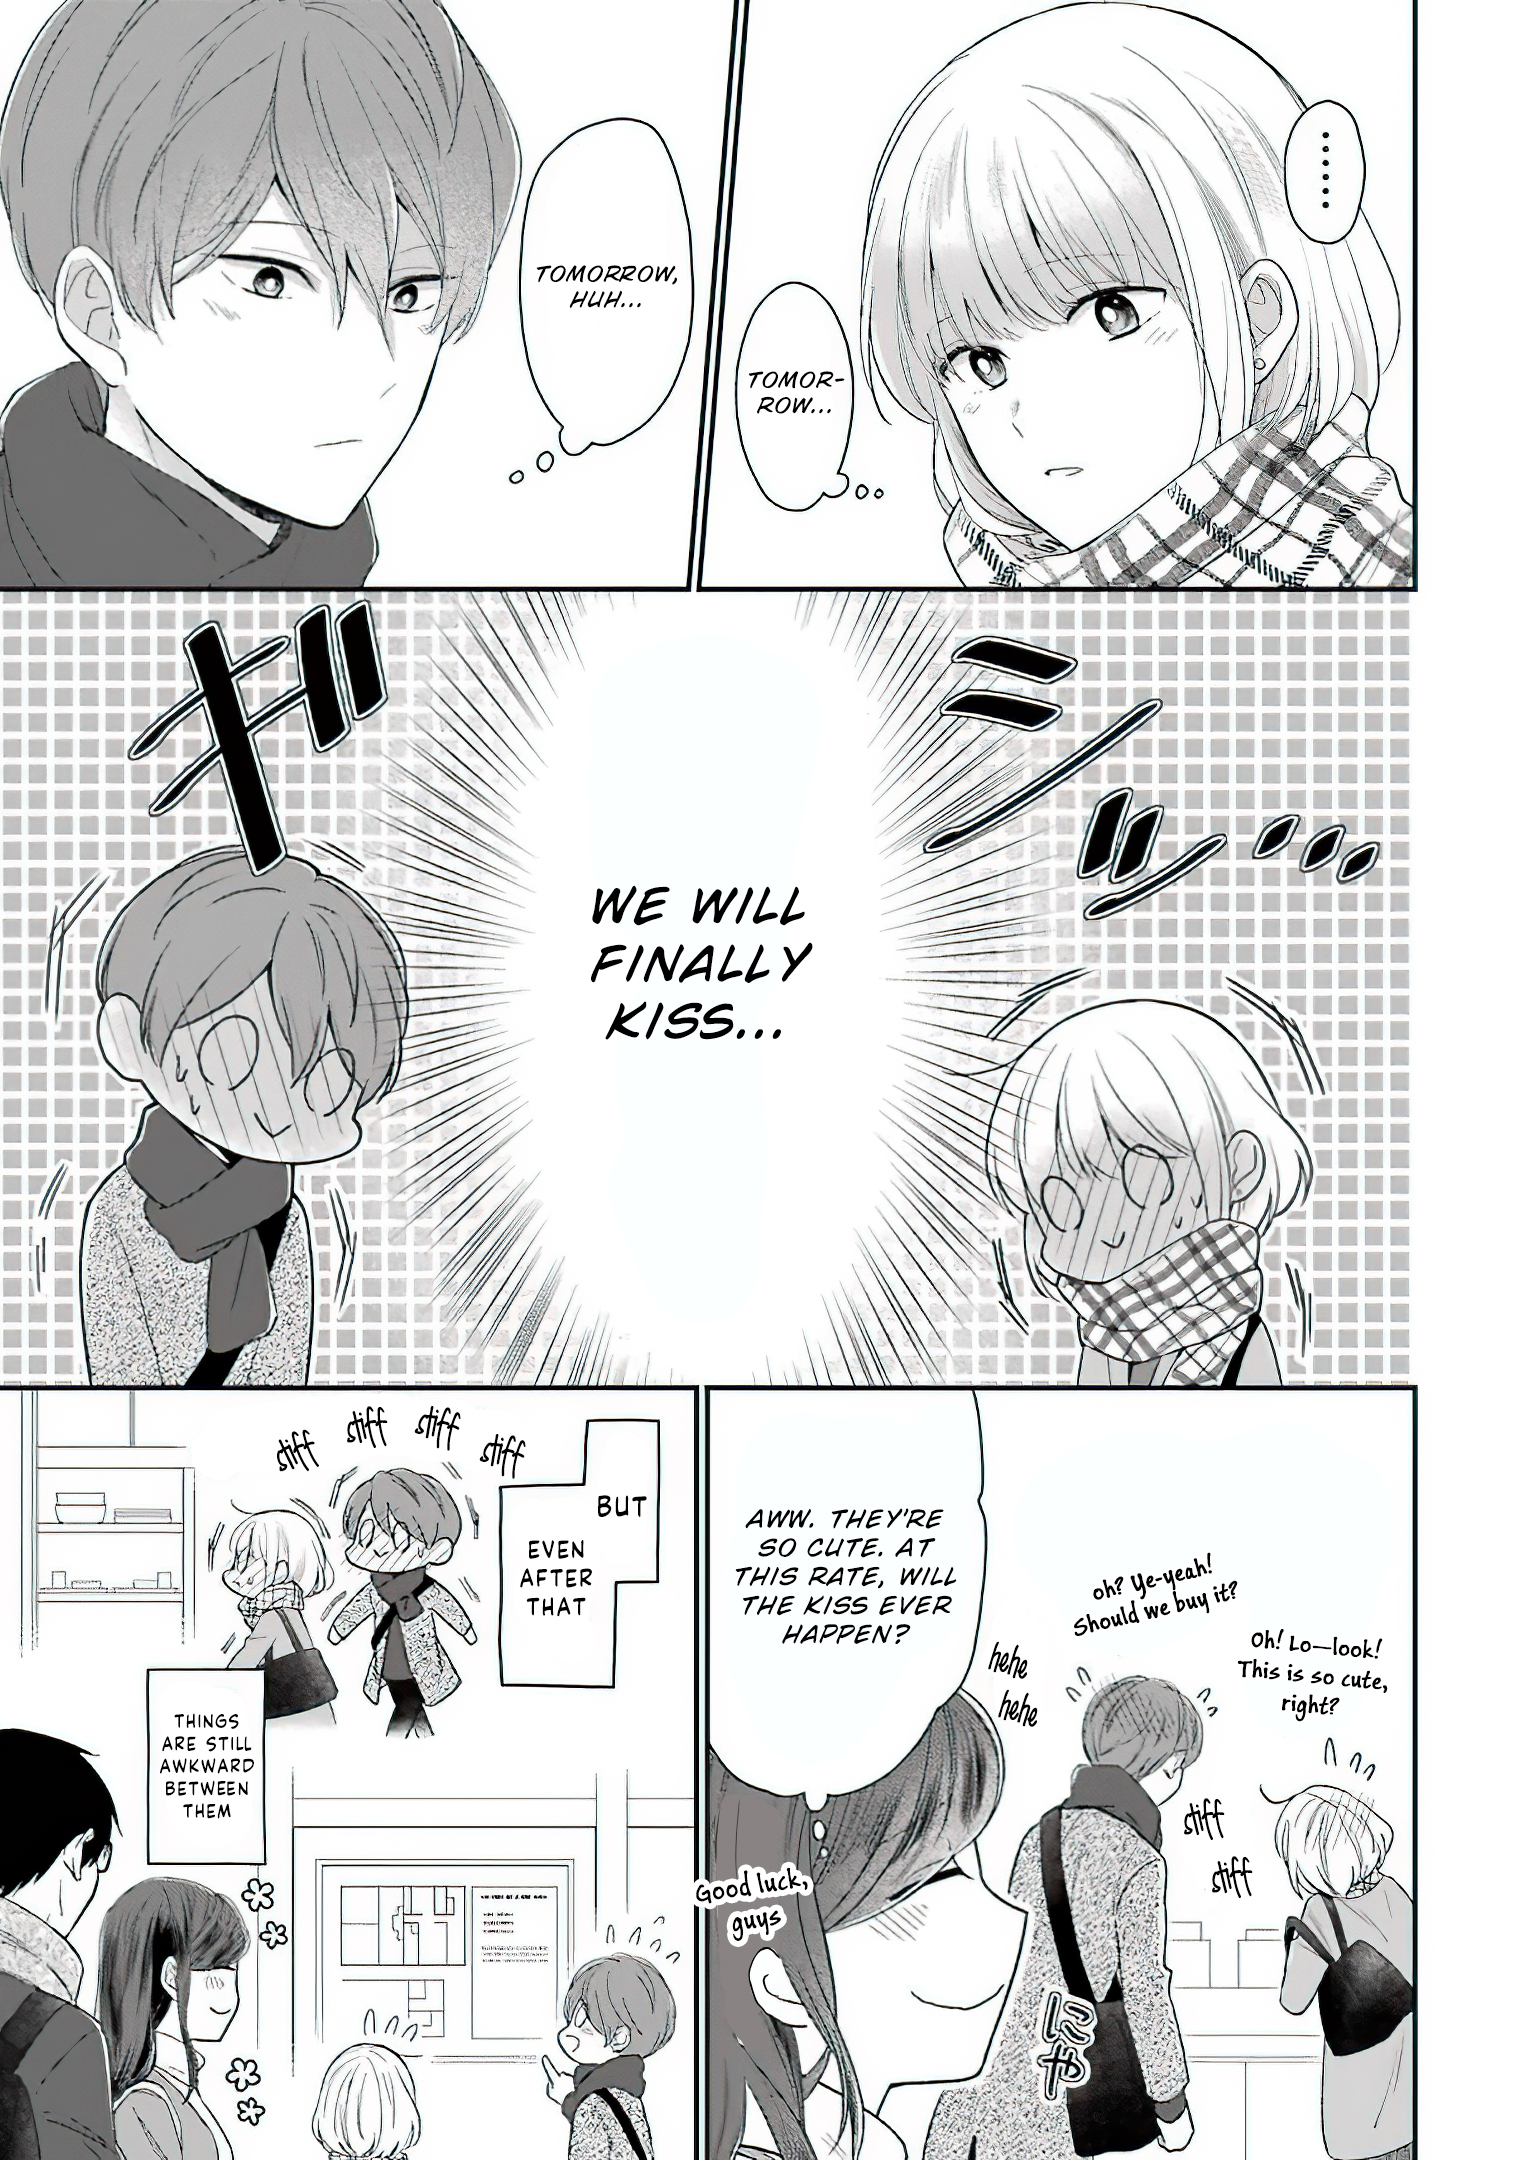 ........
TOMOR-
ROW...
TOMORROW,
HUH...
シッ...
ギ
WE WILL
FINALLY
KISS...
oh? Ye-yeah!
Should we buy it?
Oh! Lo—look!
This is so cute,
right?
AWW. THEY'RE
SO CUTE. AT
THIS RATE, WILL
THE KISS EVER
HAPPEN?
hehe
hehe
stiff
stiff
Good luck,
guys
にや
BUT
EVEN
AFTER
THAT
stiff
stiff
stiff
stiff
THINGS
ARE STILL
AWKWARD
BETWEEN
THEM